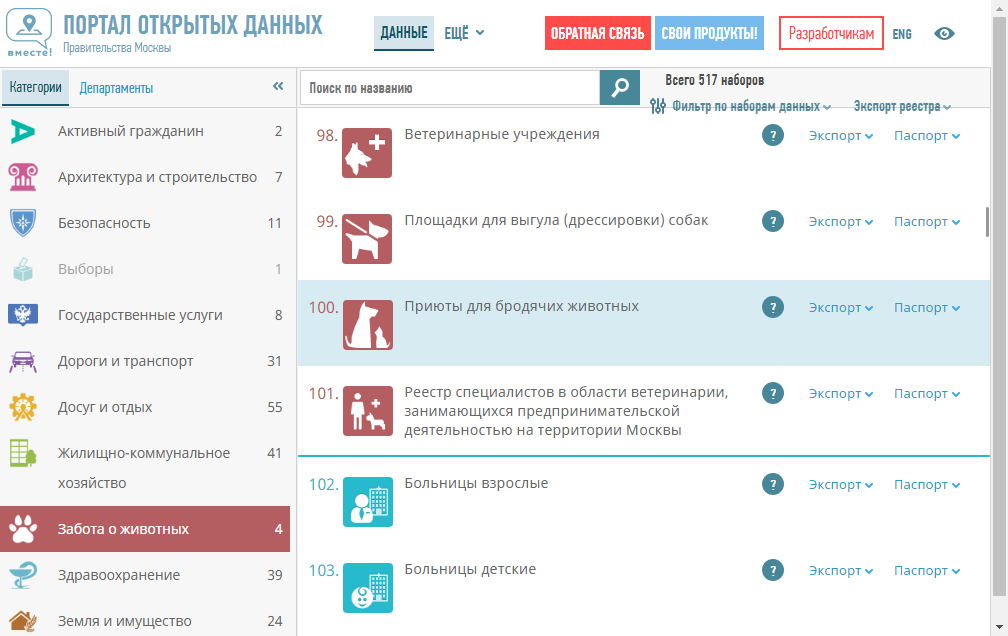 вместе!
ПОРТАЛ ОТКРЫТЫХ ДАННЫХ
Правительства Москвы
ДАННЫЕ
ЕЩЁ
ОБРАТНАЯ СВЯЗЬ
СВОИ ПРОДУКТЫ!
Разработчикам
ENG
Категории
Департаменты
«
Поиск по названию
Всего 517 наборов
Фильтр по наборам данных
Экспорт реестра
Активный гражданин 2
Архитектура и строительство 7
Безопасность 11
Выборы 1
Государственные услуги 8
Дороги и транспорт 31
Досуг и отдых 55
Жилищно-коммунальное 41
хозяйство
Забота о животных 4
Здравоохранение 39
Земля и имущество 24
98. Ветеринарные учреждения ? Экспорт Паспорт
99. Площадки для выгула (дрессировки) собак ? Экспорт Паспорт
100. Приюты для бродячих животных ? Экспорт Паспорт
101. Реестр специалистов в области ветеринарии, ? Экспорт Паспорт
занимающихся предпринимательской
деятельностью на территории Москвы
102. Больницы взрослые ? Экспорт Паспорт
103. Больницы детские ? Экспорт Паспорт